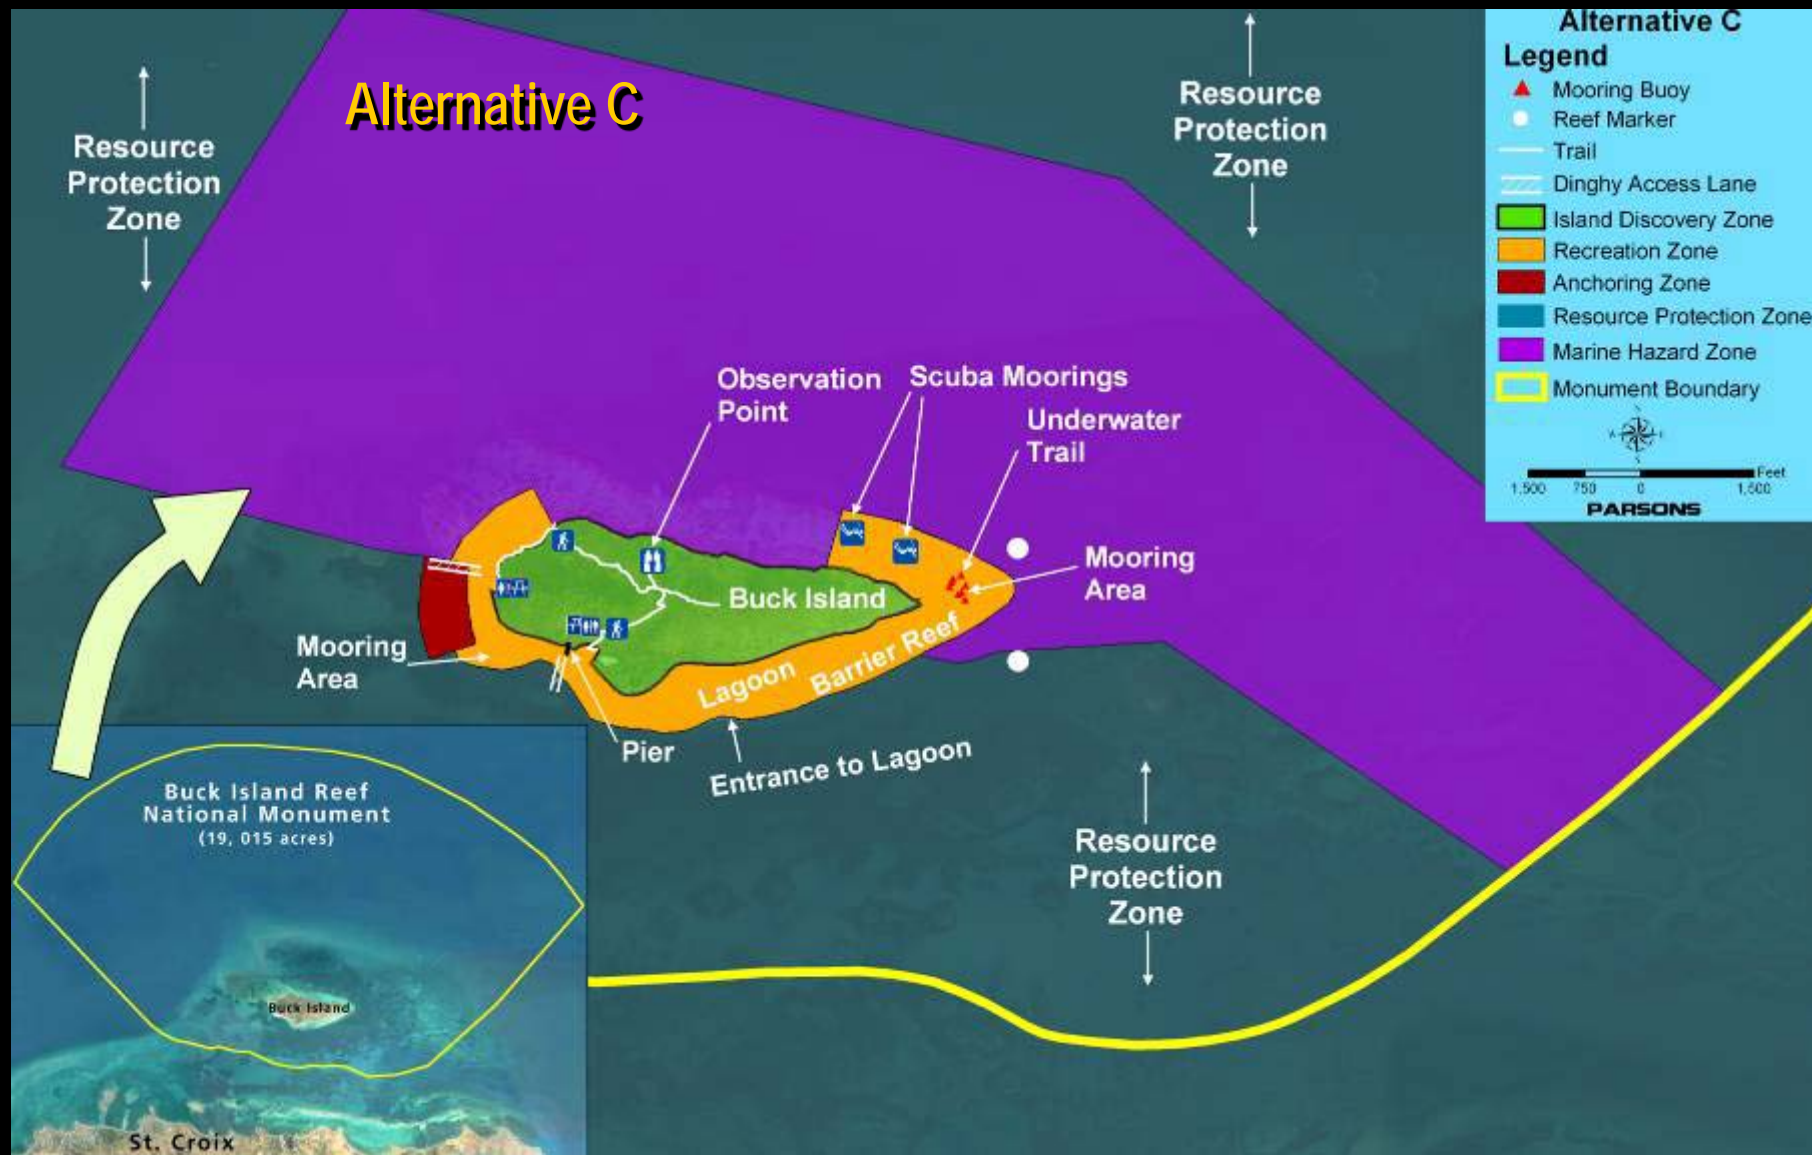 Alternative C
Resource
Protection
Zone
Resource
Protection
Zone
Alternative C
Legend
Mooring Buoy
Reef Marker
Trail
Dinghy Access Lane
Island Discovery Zone
Recreation Zone
Anchoring Zone
Resource Protection Zone
Marine Hazard Zone
Monument Boundary
Feet
1,500 750 0 1,500
PARSONS
Observation
Point
Scuba Moorings
Underwater
Trail
Mooring
Area
Buck Island
Mooring
Area
Lagoon
Barrier Reef
Pier
Entrance to Lagoon
Resource
Protection
Zone
Buck Island Reef
National Monument
(19, 015 acres)
Buck Island
St. Croix